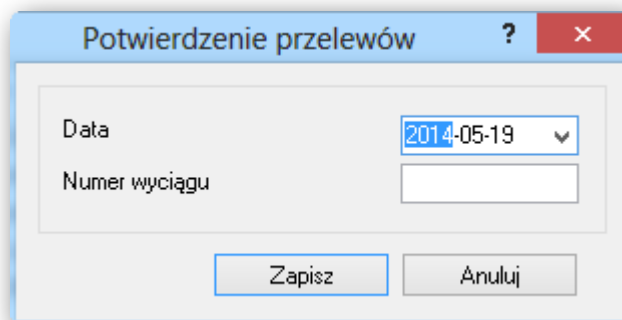 Potwierdzenie przelewów ?
Data 2014-05-19
Numer wyciągu
Zapisz Anuluj